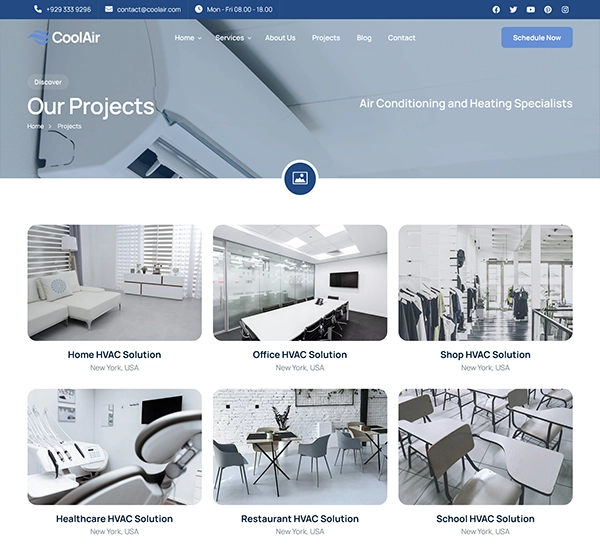 +929 333 9296 contact@coolair.com Mon - Fri 08.00 - 18.00
CoolAir Home Services About Us Projects Blog Contact Schedule Now
Discover
Our Projects
Air Conditioning and Heating Specialists
Home Projects
Home HVAC Solution
New York, USA
Office HVAC Solution
New York, USA
Shop HVAC Solution
New York, USA
Healthcare HVAC Solution
New York, USA
Restaurant HVAC Solution
New York, USA
School HVAC Solution
New York, USA